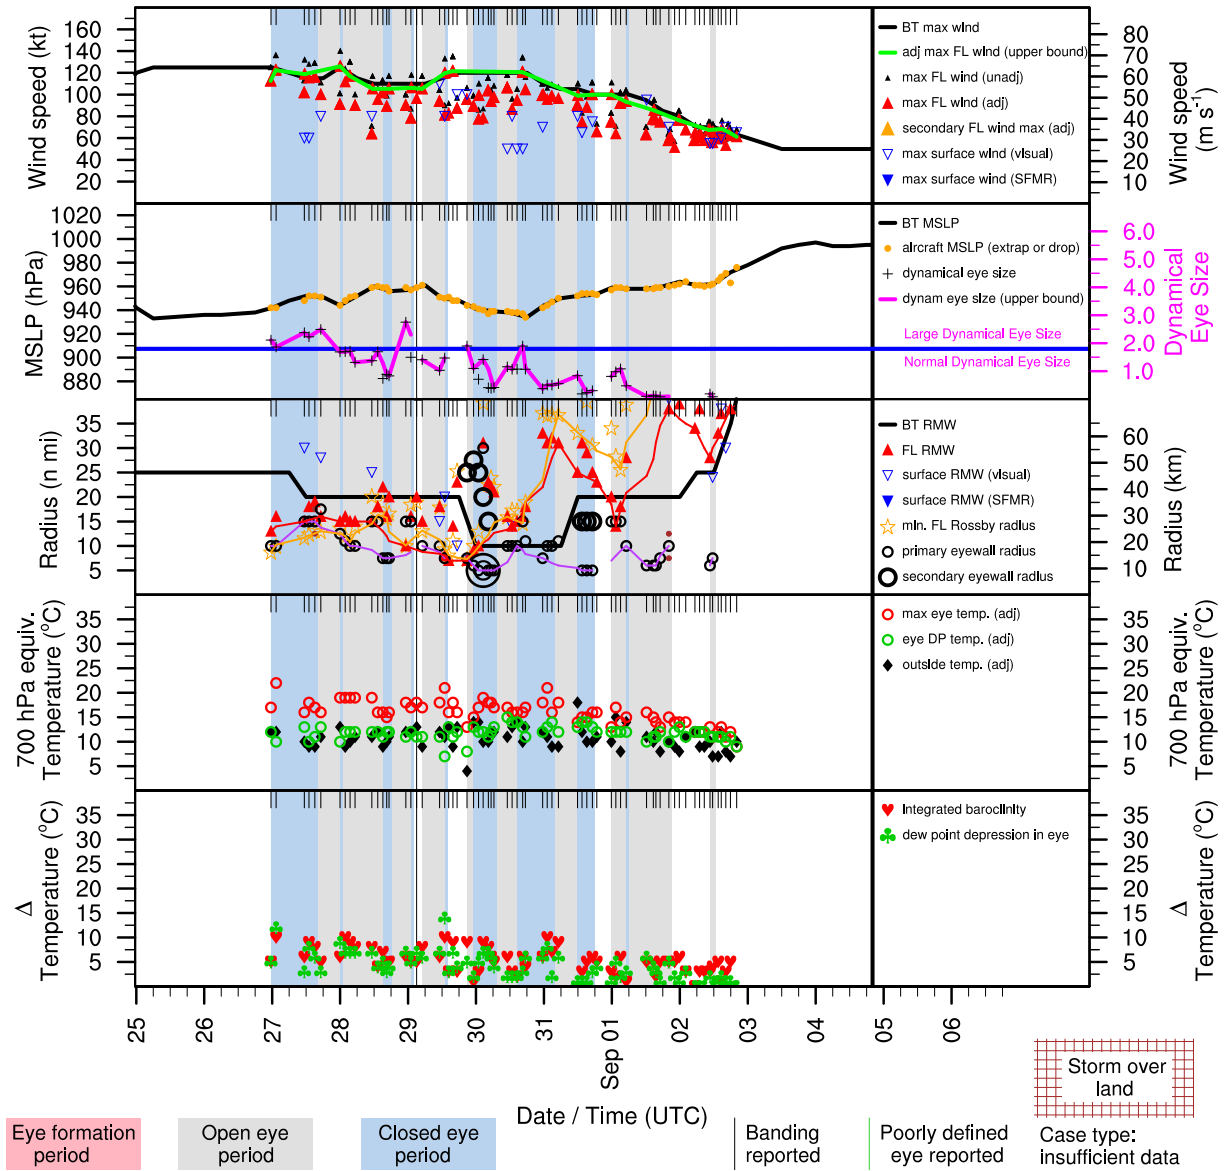 Wind speed (kt)
160
140
120
100
80
60
40
20
BT max wind
adj max FL wind (upper bound)
max FL wind (unadj)
max FL wind (adj)
secondary FL wind max (adj)
max surface wind (visual)
max surface wind (SFMR)
80
70
60
50
40
30
20
10
Wind speed
(m s⁻¹)
MSLP (hPa)
1020
1000
980
960
940
920
900
880
BT MSLP
aircraft MSLP (extrap or drop)
dynamical eye size
dynam eye size (upper bound)
Large Dynamical Eye Size
Normal Dynamical Eye Size
6.0
5.0
4.0
3.0
2.0
1.0
Dynamical
Eye Size
Radius (n mi)
35
30
25
20
15
10
5
BT RMW
FL RMW
surface RMW (visual)
surface RMW (SFMR)
min. FL Rossby radius
primary eyewall radius
secondary eyewall radius
60
50
40
30
20
10
Radius (km)
700 hPa equiv.
Temperature (°C)
35
30
25
20
15
10
5
max eye temp. (adj)
eye DP temp. (adj)
outside temp. (adj)
35
30
25
20
15
10
5
700 hPa equiv.
Temperature (°C)
Δ
Temperature (°C)
35
30
25
20
15
10
5
Integrated baroclinity
dew point depression in eye
35
30
25
20
15
10
5
Δ
Temperature (°C)
25
26
27
28
29
30
31
Sep 01
02
03
04
05
06
Date / Time (UTC)
Storm over
land
Eye formation
period
Open eye
period
Closed eye
period
Banding
reported
Poorly defined
eye reported
Case type:
insufficient data